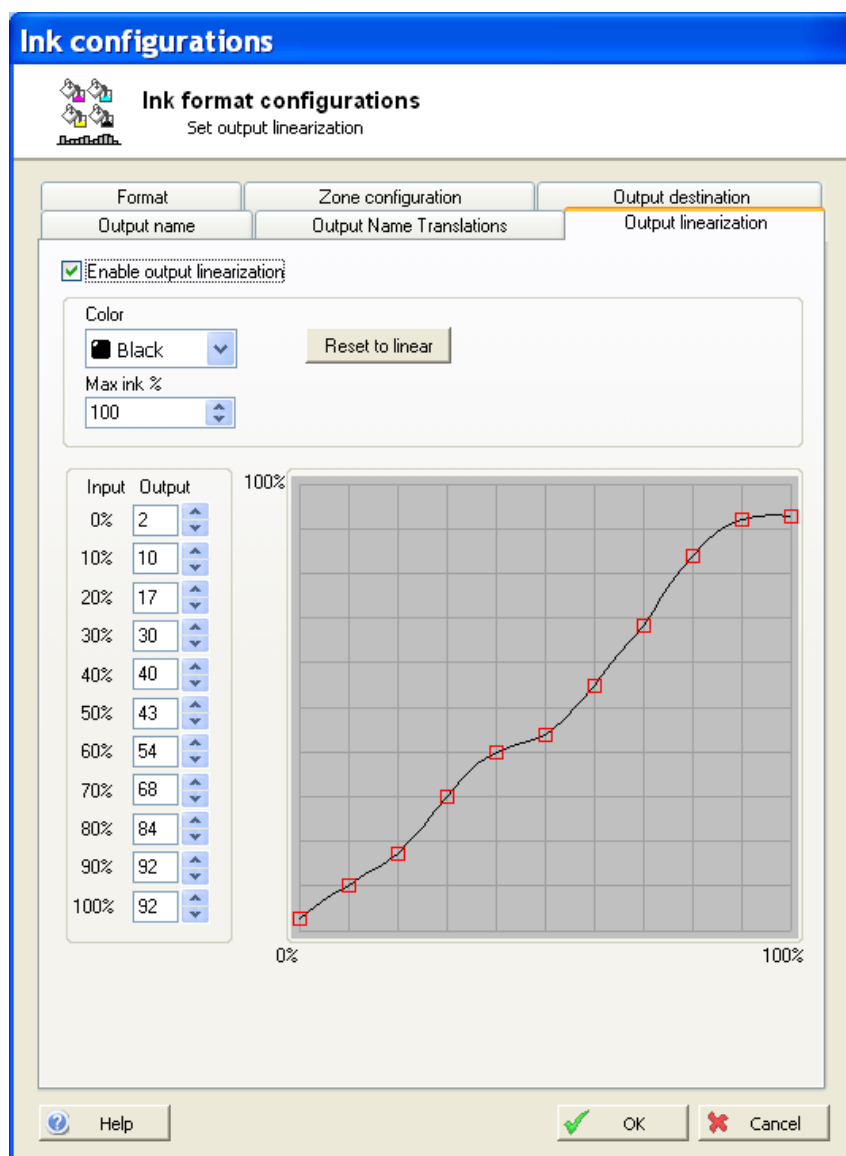 Ink configurations
Ink format configurations
Set output linearization
Format Zone configuration Output destination
Output name Output Name Translations Output linearization
Enable output linearization
Color
Black Reset to linear
Max ink %
100
Input Output 100%
0% 2
10% 10
20% 17
30% 30
40% 40
50% 43
60% 54
70% 68
80% 84
90% 92
100% 92
0% 100%
Help OK Cancel